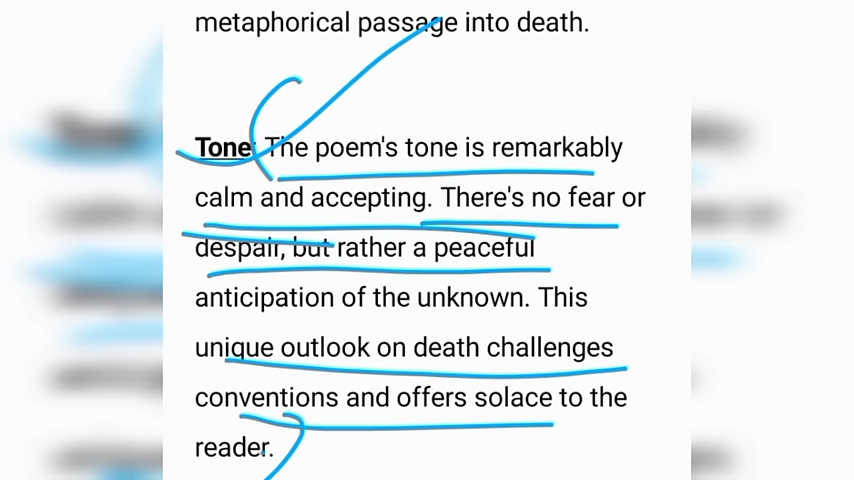 metaphorical passage into death.
Tone: The poem's tone is remarkably
calm and accepting. There's no fear or
despair, but rather a peaceful
anticipation of the unknown. This
unique outlook on death challenges
conventions and offers solace to the
reader.